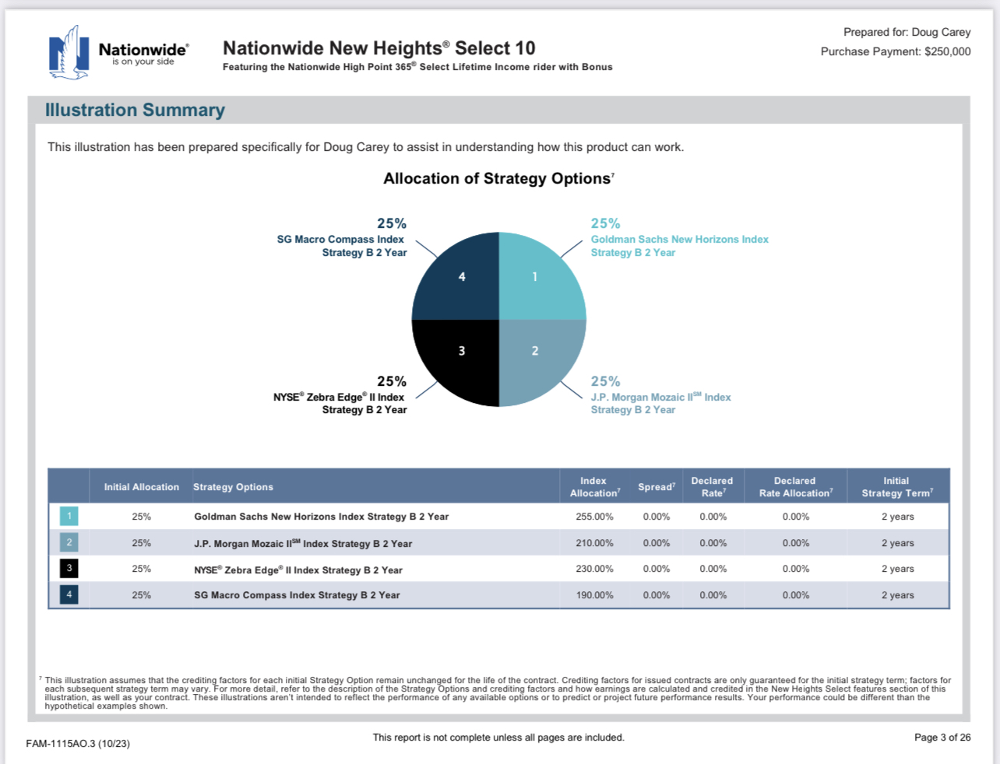 Nationwide®
is on your side
Nationwide New Heights® Select 10
Featuring the Nationwide High Point 365® Select Lifetime Income rider with Bonus
Prepared for: Doug Carey
Purchase Payment: $250,000
Illustration Summary
This illustration has been prepared specifically for Doug Carey to assist in understanding how this product can work.
Allocation of Strategy Options⁷
25%
SG Macro Compass Index
Strategy B 2 Year
25%
Goldman Sachs New Horizons Index
Strategy B 2 Year
4
1
3
2
25%
NYSE® Zebra Edge® II Index
Strategy B 2 Year
25%
J.P. Morgan Mozaic II℠ Index
Strategy B 2 Year
Initial Allocation Strategy Options Index Allocation⁷ Spread⁷ Declared Rate⁷ Declared Rate Allocation⁷ Initial Strategy Term⁷
1 25% Goldman Sachs New Horizons Index Strategy B 2 Year 255.00% 0.00% 0.00% 0.00% 2 years
2 25% J.P. Morgan Mozaic II℠ Index Strategy B 2 Year 210.00% 0.00% 0.00% 0.00% 2 years
3 25% NYSE® Zebra Edge® II Index Strategy B 2 Year 230.00% 0.00% 0.00% 0.00% 2 years
4 25% SG Macro Compass Index Strategy B 2 Year 190.00% 0.00% 0.00% 0.00% 2 years
⁷ This illustration assumes that the crediting factors for each initial Strategy Option remain unchanged for the life of the contract. Crediting factors for issued contracts are only guaranteed for the initial strategy term; factors for
each subsequent strategy term may vary. For more detail, refer to the description of the Strategy Options and crediting factors and how earnings are calculated and credited in the New Heights Select features section of this
illustration, as well as your contract. These illustrations aren't intended to reflect the performance of any available options or to predict or project future performance results. Your performance could be different than the
hypothetical examples shown.
FAM-1115AO.3 (10/23)
This report is not complete unless all pages are included.
Page 3 of 26